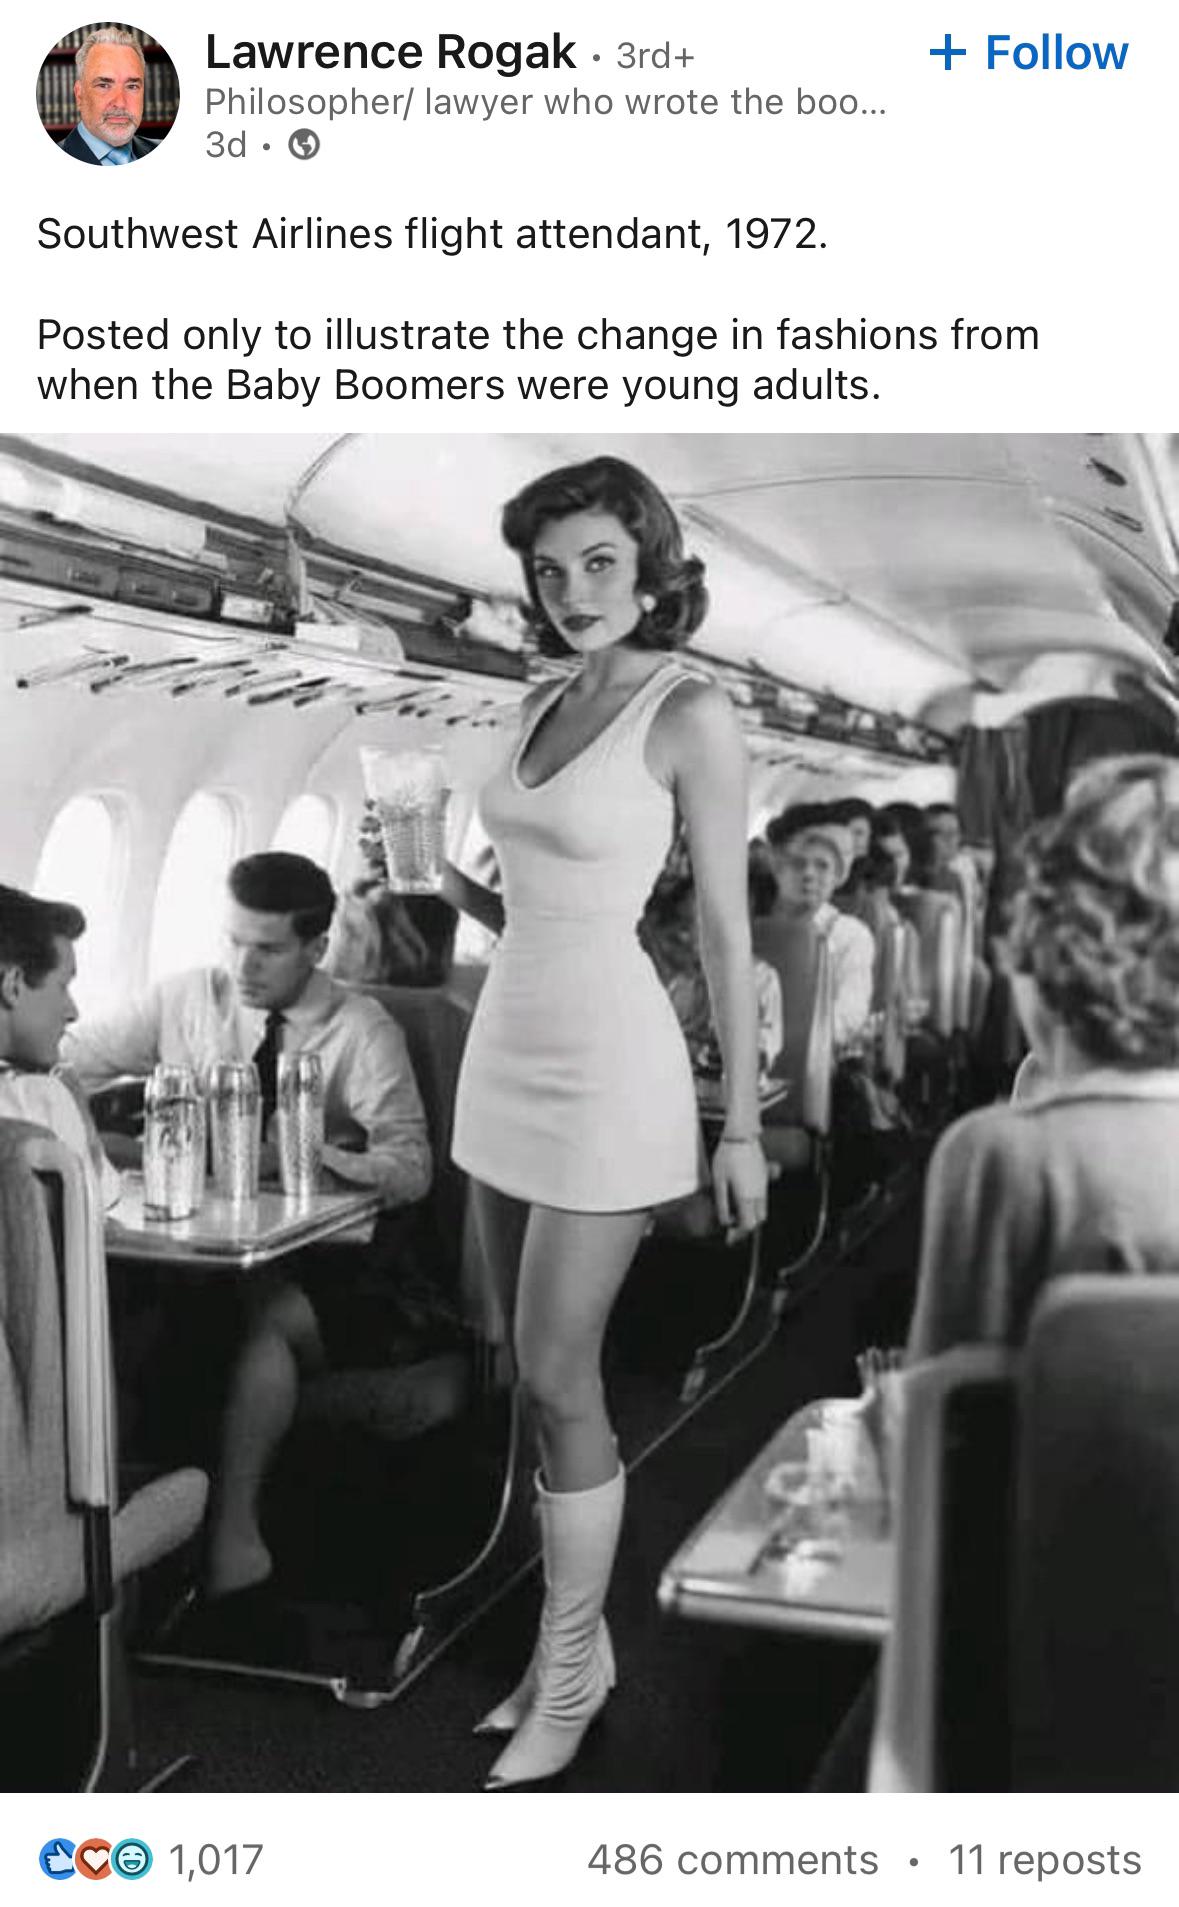 Lawrence Rogak · 3rd+
+ Follow
Philosopher/ lawyer who wrote the boo...
3d ·
Southwest Airlines flight attendant, 1972.
Posted only to illustrate the change in fashions from
when the Baby Boomers were young adults.
1,017
486 comments · 11 reposts